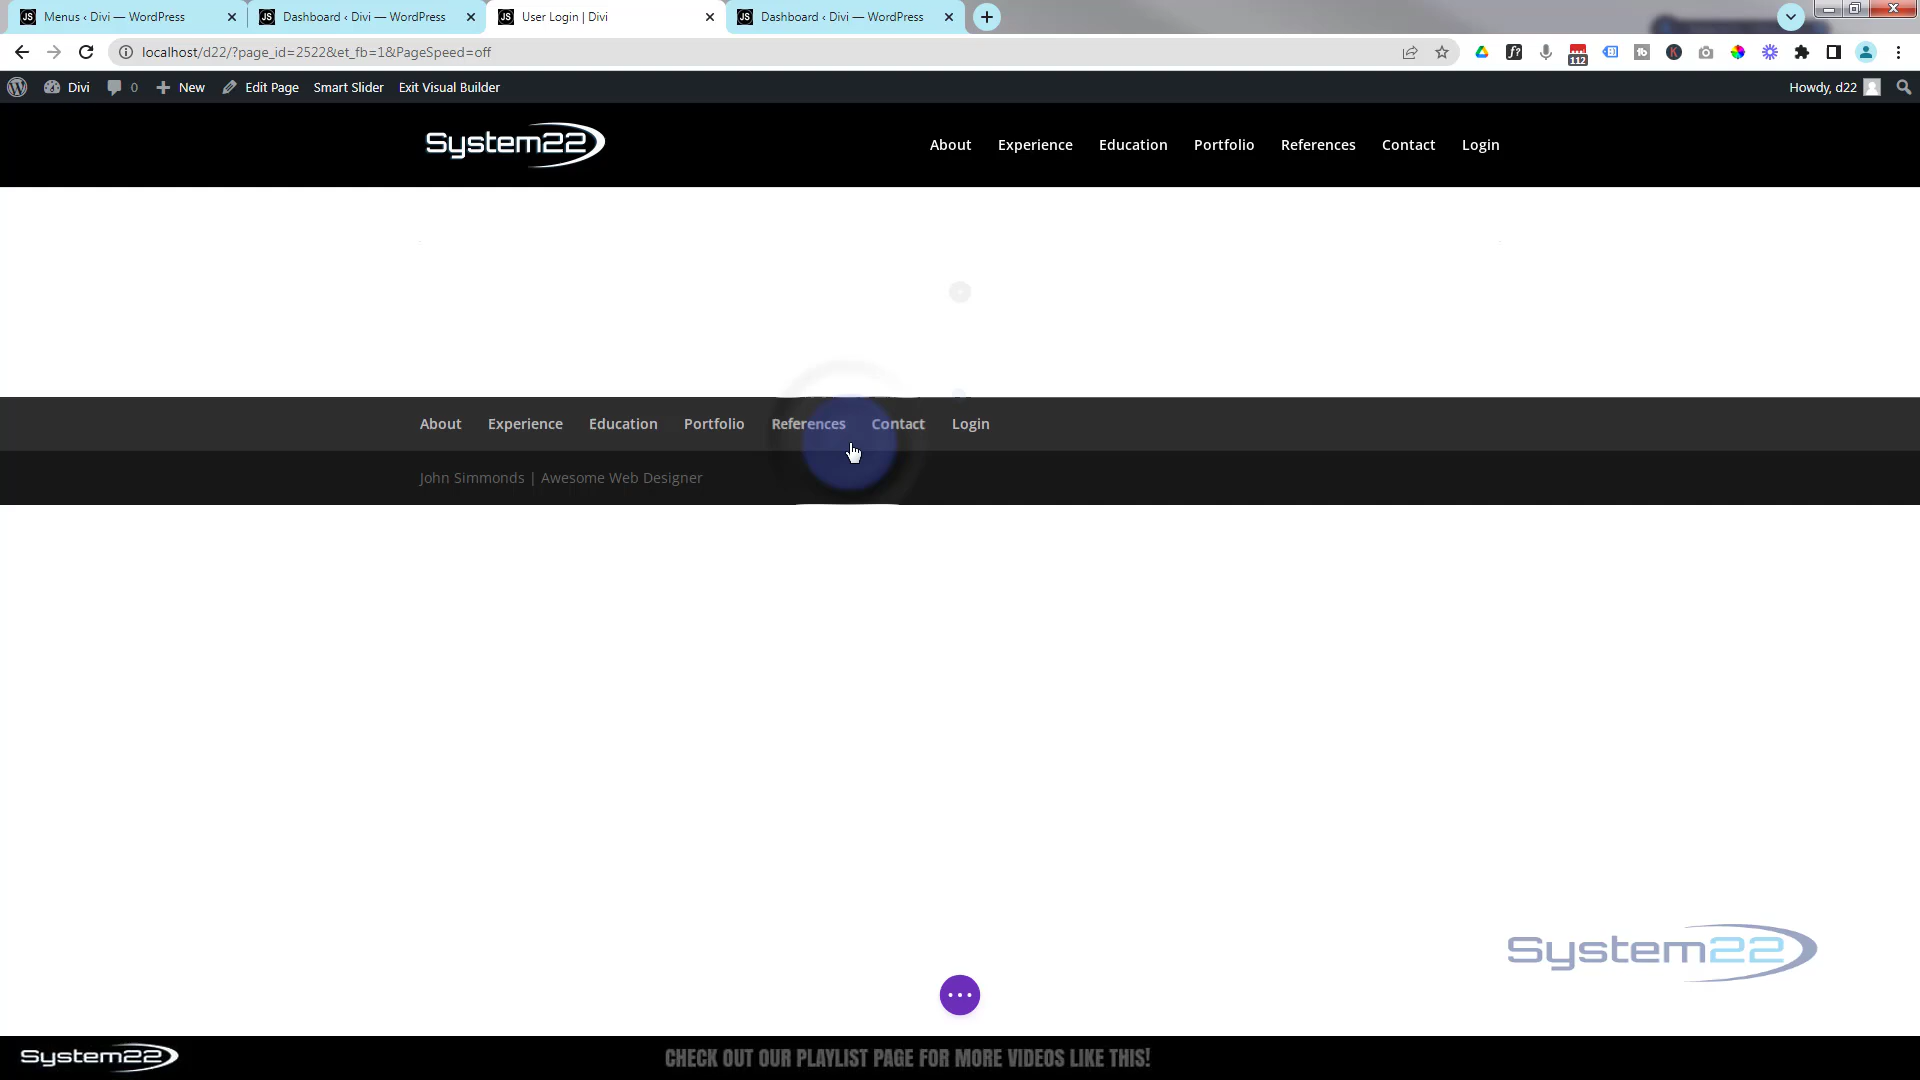 Menus ‹ Divi — WordPress
Dashboard ‹ Divi — WordPress
User Login | Divi
Dashboard ‹ Divi — WordPress
localhost/d22/?page_id=2522&et_fb=1&PageSpeed=off
112
Divi
0
New
Edit Page
Smart Slider
Exit Visual Builder
Howdy, d22
System22
About
Experience
Education
Portfolio
References
Contact
Login
About
Experience
Education
Portfolio
References
Contact
Login
John Simmonds | Awesome Web Designer
System22
System22
CHECK OUT OUR PLAYLIST PAGE FOR MORE VIDEOS LIKE THIS!